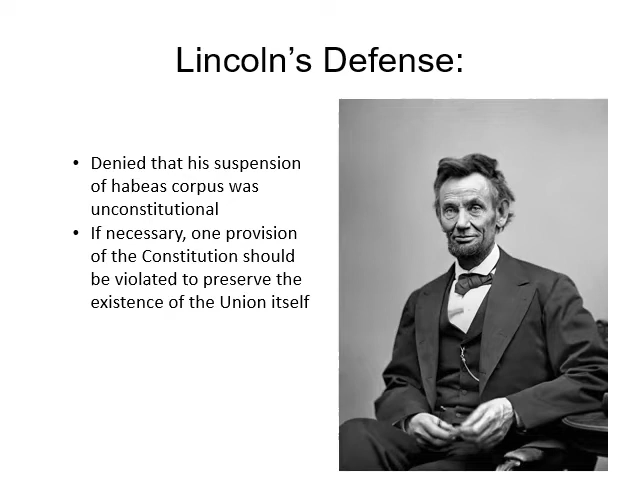 Lincoln’s Defense:
• Denied that his suspension
of habeas corpus was
unconstitutional
• If necessary, one provision
of the Constitution should
be violated to preserve the
existence of the Union itself